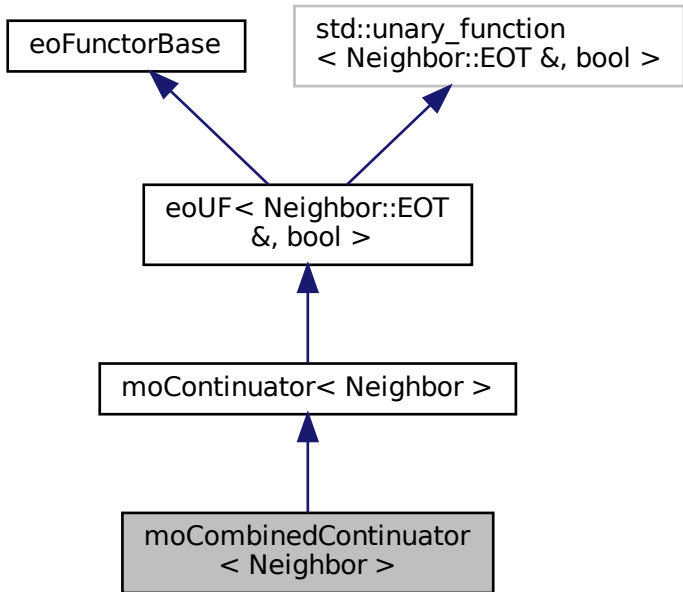 eoFunctorBase
std::unary_function
< Neighbor::EOT &, bool >
eoUF< Neighbor::EOT
&, bool >
moContinuator< Neighbor >
moCombinedContinuator
< Neighbor >